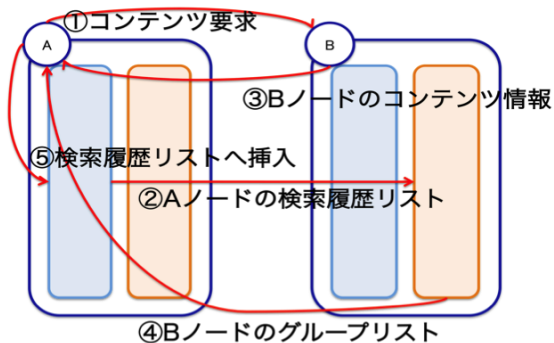 ①コンテンツ要求
A
B
③Bノードのコンテンツ情報
⑤検索履歴リストへ挿入
②Aノードの検索履歴リスト
④Bノードのグループリスト